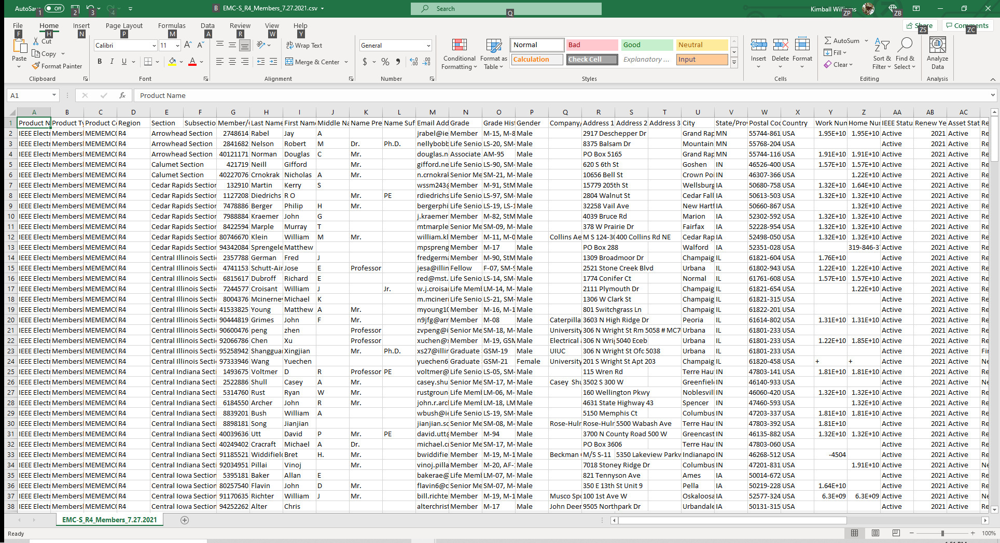 AutoSave Off EMC-S_R4_Members_7.27.2021.csv Search Kimball Williams
1 2 3 4 B Q ZP ZB
File Home Insert Page Layout Formulas Data Review View Help Share Comments
F H N P M A R W Y ZS ZC
Cut Copy Format Painter Paste Clipboard
Calibri 11 B I U Font
Wrap Text Merge & Center Alignment
General $ % Number
Conditional Formatting Format as Table
Normal Bad Good Neutral
Calculation Check Cell Explanatory ... Input
Styles
Insert Delete Format Cells
AutoSum Fill Clear Sort & Filter Find & Select Editing
Analyze Data Analysis
A1 fx Product Name
A B C D E F G H I J K L M N O P Q R S T U V W X Y Z AA AB AC
1 Product N Product Ty Product Co Region Section Subsectio Member/ Last Name First Name Middle Na Name Pre Name Suf Email Add Grade Grade Hist Gender Company/ Address 1 Address 2 Address 3 City State/Prov Postal Cod Country Work Num Home Num IEEE Statu Renew Ye Asset Stat Re
2 IEEE Electr Membersl MEMEMC( R4 Arrowhead Section 2748614 Rabel Jay A jrabel@ie Member M-15, M-8 Male 2917 Deschepper Dr Grand Rap MN 55744-861 USA 1.95E+10 1.95E+10 Active 2021 Active Re
3 IEEE Electr Membersl MEMEMC( R4 Arrowhead Section 2841682 Nelson Robert M Dr. Ph.D. nellybobb Life Senio LS-20, SM- Male 8375 Balsam Dr Mountain MN 55768-204 USA Active 2021 Active Re
4 IEEE Electr Membersl MEMEMC( R4 Arrowhead Section 40121171 Norman Douglas C Mr. douglas.n Associate AM-95 Male PO Box 5165 Grand Rap MN 55744-116 USA 1.91E+10 1.91E+10 Active 2021 Active Re
5 IEEE Electr Membersl MEMEMC( R4 Calumet Section 421719 Neill Gifford Mr. gifford.ne Life Senio LS-90, SM- Male 620 S 6th St Goshen IN 46526-400 USA 1.57E+10 1.57E+10 Active 2021 Active Re
6 IEEE Electr Membersl MEMEMC( R4 Calumet Section 40227076 Crnokrak Nicholas A Mr. n.crnokral Senior Me SM-21, M- Male 10656 Bell St Crown Poi IN 46307-366 USA 1.22E+10 Active 2021 Active Re
7 IEEE Electr Membersl MEMEMC( R4 Cedar Rapids Section 132910 Martin Kerry S wssm243( Member M-91, StM Male 15779 205th St Wellsburg IA 50680-758 USA 1.32E+10 1.64E+10 Active 2021 Active Re
8 IEEE Electr Membersl MEMEMC( R4 Cedar Rapids Section 1127208 Diedrichs R O Mr. PE rdiedrichs Life Senio LS-97, SM- Male 2804 Walnut St Cedar Fall IA 50613-503 USA 1.32E+10 1.32E+10 Active 2021 Active Re
9 IEEE Electr Membersl MEMEMC( R4 Cedar Rapids Section 7478886 Berger Philip H Mr. bergerphi Life Senio LS-19, LS-1 Male 32258 Vail Ave New Hartf IA 50660-867 USA 1.32E+10 Active 2021 Active Re
10 IEEE Electr Membersl MEMEMC( R4 Cedar Rapids Section 7988884 Kraemer John G j.kraemer Member M-82, StM Male 4039 Bruce Rd Marion IA 52302-592 USA 1.32E+10 1.32E+10 Active 2021 Active Re
11 IEEE Electr Membersl MEMEMC( R4 Cedar Rapids Section 8422594 Marple Murray T mtmarple Senior Me SM-09, M- Male 378 W Prairie Dr Fairfax IA 52228-954 USA 1.32E+10 1.32E+10 Active 2021 Active Re
12 IEEE Electr Membersl MEMEMC( R4 Cedar Rapids Section 80746670 Klein William M Mr. william.kl Member M-11, M-0 Male Collins Ae M S 124-3( 400 Collins Rd NE Cedar Rap IA 52498-050 USA 1.32E+10 1.32E+10 Active 2021 Active Re
13 IEEE Electr Membersl MEMEMC( R4 Cedar Rapids Section 94342084 Sprengele Matthew mpspreng Member M-17 Male PO Box 288 Walford IA 52351-028 USA 319-846-3 Active 2021 Active Re
14 IEEE Electr Membersl MEMEMC( R4 Central Illinois Secti 2357788 German Fred J fredgerma Member M-90, StM Male 1309 Broadmoor Dr Champaig IL 61821-604 USA 1.76E+10 Active 2021 Active Re
15 IEEE Electr Membersl MEMEMC( R4 Central Illinois Secti 4741153 Schutt-Air Jose E Professor jesa@illin Fellow F-07, SM-9 Male 2521 Stone Creek Blvd Urbana IL 61802-943 USA 1.22E+10 1.22E+10 Active 2021 Active Re
16 IEEE Electr Membersl MEMEMC( R4 Central Illinois Secti 6815617 Dubroff Richard E red@mst. Life Senio LS-14, SM- Male 1774 Conifer Ct Normal IL 61761-608 USA 1.57E+10 1.57E+10 Active 2021 Active Re
17 IEEE Electr Membersl MEMEMC( R4 Central Illinois Secti 7244577 Croisant William J Jr. w.j.croisa Life Meml LM-14, M- Male 2111 Plymouth Dr Champaig IL 61821-654 USA 1.22E+10 Active 2021 Active Re
18 IEEE Electr Membersl MEMEMC( R4 Central Illinois Secti 8004376 Mcinerney Michael K m.mciner Life Senio LS-21, SM- Male 1306 W Clark St Champaig IL 61821-315 USA Active 2021 Active Re
19 IEEE Electr Membersl MEMEMC( R4 Central Illinois Secti 41533825 Young Matthew A Mr. myoung1( Member M-16, M-1 Male 801 Switchgrass Ln Champaig IL 61822-201 USA Active 2021 Active Re
20 IEEE Electr Membersl MEMEMC( R4 Central Illinois Secti 90444819 Grimes John F Mr. n9jfg@arr Member M-08 Male Caterpilla 3603 N High Ridge Dr Peoria IL 61614-802 USA 1.31E+10 1.31E+10 Active 2021 Active Re
21 IEEE Electr Membersl MEMEMC( R4 Central Illinois Secti 90600476 peng zhen Professor zvpeng@i Senior Me SM-18, M- Male University 306 N Wright St Rm 5058 # MC7 Urbana IL 61801-233 USA Active 2021 Active Re
22 IEEE Electr Membersl MEMEMC( R4 Central Illinois Secti 92066786 Chen Xu Professor xuchen@ Member M-19, GSM Male Electrical 306 N Wri 5040 Eceb Urbana IL 61801-233 USA 1.22E+10 1.85E+10 Active 2021 Active Re
23 IEEE Electr Membersl MEMEMC( R4 Central Illinois Secti 95258942 Shangguan Xingjian Mr. Ph.D. xs27@illin Graduate GSM-19 Male UIUC 306 N Wright St Ofc 5038 Urbana IL 61801-233 USA Active 2021 Active Fir
24 IEEE Electr Membersl MEMEMC( R4 Central Illinois Secti 97333946 Wang Yuechen yuechen6 Graduate GSM-21 Female University 201 S Wright St Apt 203 Champaig IL 61820-458 USA + + Active 2021 Active Ne
25 IEEE Electr Membersl MEMEMC( R4 Central Indiana Secti 1493675 Voltmer D R Professor PE voltmer@ Life Senio LS-05, SM- Male 115 Wren Rd Terre Hau IN 47803-141 USA 1.81E+10 1.81E+10 Active 2021 Active Re
26 IEEE Electr Membersl MEMEMC( R4 Central Indiana Secti 2522886 Shull Casey A Mr. casey.shu Senior Me SM-17, M- Male Casey Shu 3502 S 300 W Greenfiel IN 46140-933 USA Active 2021 Active Ne
27 IEEE Electr Membersl MEMEMC( R4 Central Indiana Secti 5314760 Rust Ryan W Mr. rustgroun Life Meml LM-06, M- Male 160 Wellington Pkwy Noblesvil IN 46060-420 USA 1.32E+10 1.32E+10 Active 2021 Active Re
28 IEEE Electr Membersl MEMEMC( R4 Central Indiana Secti 6184550 Archer John R Mr. john.r.arc Life Meml LM-18, LM Male 4631 State Highway 43 Spencer IN 47460-593 USA 1.32E+10 Active 2021 Active Re
29 IEEE Electr Membersl MEMEMC( R4 Central Indiana Secti 8839201 Bush William A wbush@i Life Senio LS-19, SM- Male 5150 Memphis Ct Columbus IN 47203-337 USA 1.81E+10 1.81E+10 Active 2021 Active Re
30 IEEE Electr Membersl MEMEMC( R4 Central Indiana Secti 8898181 Song Jianjian jianjian.sc Senior Me SM-08, M- Male Rose-Hulr Rose-Hulr 5500 Wabash Ave Terre Hau IN 47803-392 USA 1.81E+10 Active 2021 Active Re
31 IEEE Electr Membersl MEMEMC( R4 Central Indiana Secti 40039636 Utt David P Mr. PE david.utt( Member M-94 Male 3700 N County Road 500 W Greencast IN 46135-882 USA 1.32E+10 1.32E+10 Active 2021 Active Re
32 IEEE Electr Membersl MEMEMC( R4 Central Indiana Secti 40249402 Cracraft Michael A Dr. michael.c Senior Me SM-17, M- Male PO Box 3606 Terre Hau IN 47803-060 USA Active 2021 Active Re
33 IEEE Electr Membersl MEMEMC( R4 Central Indiana Secti 91185521 Widdifield Bret H. Mr. bwiddifie Member M-19, M-1 Male Beckman M/S S-11 5350 Lakeview Parkw Indianapo IN 46268-512 USA -4504 Active 2021 Active Re
34 IEEE Electr Membersl MEMEMC( R4 Central Indiana Secti 92034951 Pillai Vinoj Mr. vinoj.pilla Member M-20, AF- Male 7018 Stoney Ridge Dr Columbus IN 47201-831 USA 1.91E+10 Active 2021 Active Ne
35 IEEE Electr Membersl MEMEMC( R4 Central Iowa Section 5395181 Baker Allan E bakerae@ Life Meml LM-07, M- Male 821 Tennyson Ave Ames IA 50014-672 USA Active 2021 Active Re
36 IEEE Electr Membersl MEMEMC( R4 Central Iowa Section 80257540 Flavin John D Mr. flavin6@c Senior Me SM-07, M- Male 350 E 13th St Unit 9 Pella IA 50219-228 USA 1.64E+10 Active 2021 Active Re
37 IEEE Electr Membersl MEMEMC( R4 Central Iowa Section 91170635 Richter William J Mr. bill.richte Member M-19, M-1 Male Musco Sp 100 1st Ave W Oskaloosa IA 52577-324 USA 6.3E+09 6.3E+09 Active 2021 Active Ne
38 IEEE Electr Membersl MEMEMC( R4 Central Iowa Section 94252262 Alter Chris alterchrist Member M-17 Male John Deer 9505 Northpark Dr Urbandale IA 50131-315 USA Active 2021 Active Re
EMC-S_R4_Members_7.27.2021
Ready 100%